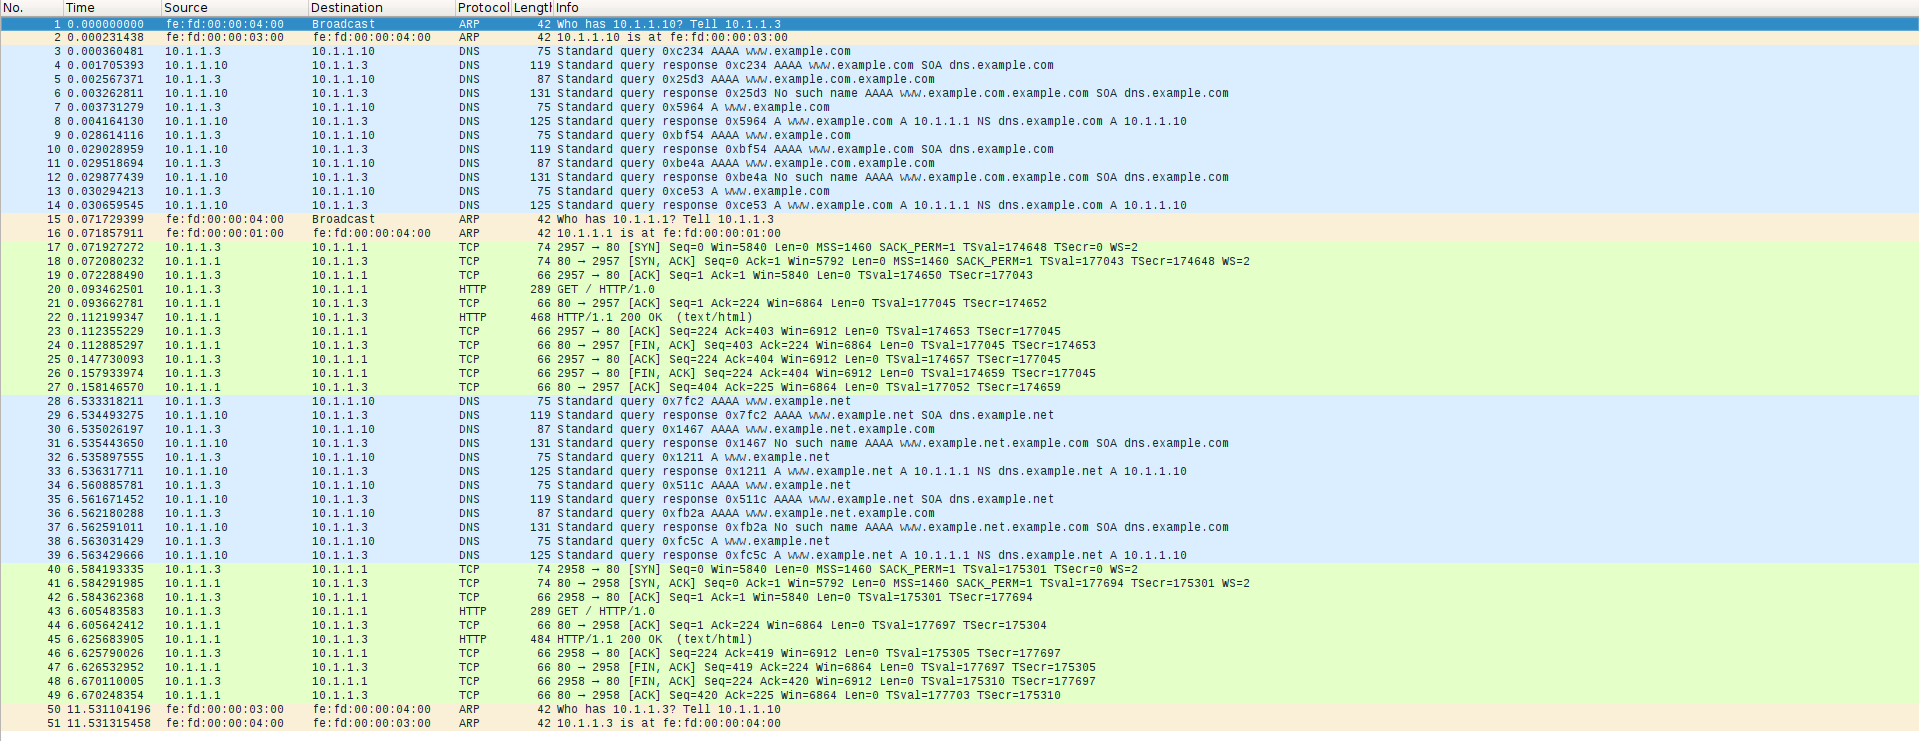 No. Time Source Destination Protocol Lengtl Info
1 0.000000000 fe:fd:00:00:04:00 Broadcast ARP 42 Who has 10.1.1.10? Tell 10.1.1.3
2 0.000231438 fe:fd:00:00:03:00 fe:fd:00:00:04:00 ARP 42 10.1.1.10 is at fe:fd:00:00:03:00
3 0.000360481 10.1.1.3 10.1.1.10 DNS 75 Standard query 0xc234 AAAA www.example.com
4 0.001705393 10.1.1.10 10.1.1.3 DNS 119 Standard query response 0xc234 AAAA www.example.com SOA dns.example.com
5 0.002567371 10.1.1.3 10.1.1.10 DNS 87 Standard query 0x25d3 AAAA www.example.com.example.com
6 0.003262811 10.1.1.10 10.1.1.3 DNS 131 Standard query response 0x25d3 No such name AAAA www.example.com.example.com SOA dns.example.com
7 0.003731279 10.1.1.3 10.1.1.10 DNS 75 Standard query 0x5964 A www.example.com
8 0.004164130 10.1.1.10 10.1.1.3 DNS 125 Standard query response 0x5964 A www.example.com A 10.1.1.1 NS dns.example.com A 10.1.1.10
9 0.028614116 10.1.1.3 10.1.1.10 DNS 75 Standard query 0xbf54 AAAA www.example.com
10 0.029028959 10.1.1.10 10.1.1.3 DNS 119 Standard query response 0xbf54 AAAA www.example.com SOA dns.example.com
11 0.029518694 10.1.1.3 10.1.1.10 DNS 87 Standard query 0xbe4a AAAA www.example.com.example.com
12 0.029877439 10.1.1.10 10.1.1.3 DNS 131 Standard query response 0xbe4a No such name AAAA www.example.com.example.com SOA dns.example.com
13 0.030294213 10.1.1.3 10.1.1.10 DNS 75 Standard query 0xce53 A www.example.com
14 0.030659545 10.1.1.10 10.1.1.3 DNS 125 Standard query response 0xce53 A www.example.com A 10.1.1.1 NS dns.example.com A 10.1.1.10
15 0.071729399 fe:fd:00:00:04:00 Broadcast ARP 42 Who has 10.1.1.1? Tell 10.1.1.3
16 0.071857911 fe:fd:00:00:01:00 fe:fd:00:00:04:00 ARP 42 10.1.1.1 is at fe:fd:00:00:01:00
17 0.071927272 10.1.1.3 10.1.1.1 TCP 74 2957 → 80 [SYN] Seq=0 Win=5840 Len=0 MSS=1460 SACK_PERM=1 TSval=174648 TSecr=0 WS=2
18 0.072080232 10.1.1.1 10.1.1.3 TCP 74 80 → 2957 [SYN, ACK] Seq=0 Ack=1 Win=5792 Len=0 MSS=1460 SACK_PERM=1 TSval=177043 TSecr=174648 WS=2
19 0.072288490 10.1.1.3 10.1.1.1 TCP 66 2957 → 80 [ACK] Seq=1 Ack=1 Win=5840 Len=0 TSval=174650 TSecr=177043
20 0.093462501 10.1.1.3 10.1.1.1 HTTP 289 GET / HTTP/1.0
21 0.093662781 10.1.1.1 10.1.1.3 TCP 66 80 → 2957 [ACK] Seq=1 Ack=224 Win=6864 Len=0 TSval=177045 TSecr=174652
22 0.112199347 10.1.1.1 10.1.1.3 HTTP 468 HTTP/1.1 200 OK (text/html)
23 0.112355229 10.1.1.3 10.1.1.1 TCP 66 2957 → 80 [ACK] Seq=224 Ack=403 Win=6912 Len=0 TSval=174653 TSecr=177045
24 0.112885297 10.1.1.1 10.1.1.3 TCP 66 80 → 2957 [FIN, ACK] Seq=403 Ack=224 Win=6864 Len=0 TSval=177045 TSecr=174653
25 0.147730093 10.1.1.3 10.1.1.1 TCP 66 2957 → 80 [ACK] Seq=224 Ack=404 Win=6912 Len=0 TSval=174657 TSecr=177045
26 0.157933974 10.1.1.3 10.1.1.1 TCP 66 2957 → 80 [FIN, ACK] Seq=224 Ack=404 Win=6912 Len=0 TSval=174659 TSecr=177045
27 0.158146570 10.1.1.1 10.1.1.3 TCP 66 80 → 2957 [ACK] Seq=404 Ack=225 Win=6864 Len=0 TSval=177052 TSecr=174659
28 6.533318211 10.1.1.3 10.1.1.10 DNS 75 Standard query 0x7fc2 AAAA www.example.net
29 6.534493275 10.1.1.10 10.1.1.3 DNS 119 Standard query response 0x7fc2 AAAA www.example.net SOA dns.example.net
30 6.535026197 10.1.1.3 10.1.1.10 DNS 87 Standard query 0x1467 AAAA www.example.net.example.com
31 6.535443650 10.1.1.10 10.1.1.3 DNS 131 Standard query response 0x1467 No such name AAAA www.example.net.example.com SOA dns.example.com
32 6.535897555 10.1.1.3 10.1.1.10 DNS 75 Standard query 0x1211 A www.example.net
33 6.536317711 10.1.1.10 10.1.1.3 DNS 125 Standard query response 0x1211 A www.example.net A 10.1.1.1 NS dns.example.net A 10.1.1.10
34 6.560885781 10.1.1.3 10.1.1.10 DNS 75 Standard query 0x511c AAAA www.example.net
35 6.561671452 10.1.1.10 10.1.1.3 DNS 119 Standard query response 0x511c AAAA www.example.net SOA dns.example.net
36 6.562180288 10.1.1.3 10.1.1.10 DNS 87 Standard query 0xfb2a AAAA www.example.net.example.com
37 6.562591011 10.1.1.10 10.1.1.3 DNS 131 Standard query response 0xfb2a No such name AAAA www.example.net.example.com SOA dns.example.com
38 6.563031429 10.1.1.3 10.1.1.10 DNS 75 Standard query 0xfc5c A www.example.net
39 6.563429666 10.1.1.10 10.1.1.3 DNS 125 Standard query response 0xfc5c A www.example.net A 10.1.1.1 NS dns.example.net A 10.1.1.10
40 6.584193335 10.1.1.3 10.1.1.1 TCP 74 2958 → 80 [SYN] Seq=0 Win=5840 Len=0 MSS=1460 SACK_PERM=1 TSval=175301 TSecr=0 WS=2
41 6.584291985 10.1.1.1 10.1.1.3 TCP 74 80 → 2958 [SYN, ACK] Seq=0 Ack=1 Win=5792 Len=0 MSS=1460 SACK_PERM=1 TSval=177694 TSecr=175301 WS=2
42 6.584362368 10.1.1.3 10.1.1.1 TCP 66 2958 → 80 [ACK] Seq=1 Ack=1 Win=5840 Len=0 TSval=175301 TSecr=177694
43 6.605483583 10.1.1.3 10.1.1.1 HTTP 289 GET / HTTP/1.0
44 6.605642412 10.1.1.1 10.1.1.3 TCP 66 80 → 2958 [ACK] Seq=1 Ack=224 Win=6864 Len=0 TSval=177697 TSecr=175304
45 6.625683905 10.1.1.1 10.1.1.3 HTTP 484 HTTP/1.1 200 OK (text/html)
46 6.625790026 10.1.1.3 10.1.1.1 TCP 66 2958 → 80 [ACK] Seq=224 Ack=419 Win=6912 Len=0 TSval=175305 TSecr=177697
47 6.626532952 10.1.1.1 10.1.1.3 TCP 66 80 → 2958 [FIN, ACK] Seq=419 Ack=224 Win=6864 Len=0 TSval=177697 TSecr=175305
48 6.670110005 10.1.1.3 10.1.1.1 TCP 66 2958 → 80 [FIN, ACK] Seq=224 Ack=420 Win=6912 Len=0 TSval=175310 TSecr=177697
49 6.670248354 10.1.1.1 10.1.1.3 TCP 66 80 → 2958 [ACK] Seq=420 Ack=225 Win=6864 Len=0 TSval=177703 TSecr=175310
50 11.531104196 fe:fd:00:00:03:00 fe:fd:00:00:04:00 ARP 42 Who has 10.1.1.3? Tell 10.1.1.10
51 11.531315458 fe:fd:00:00:04:00 fe:fd:00:00:03:00 ARP 42 10.1.1.3 is at fe:fd:00:00:04:00